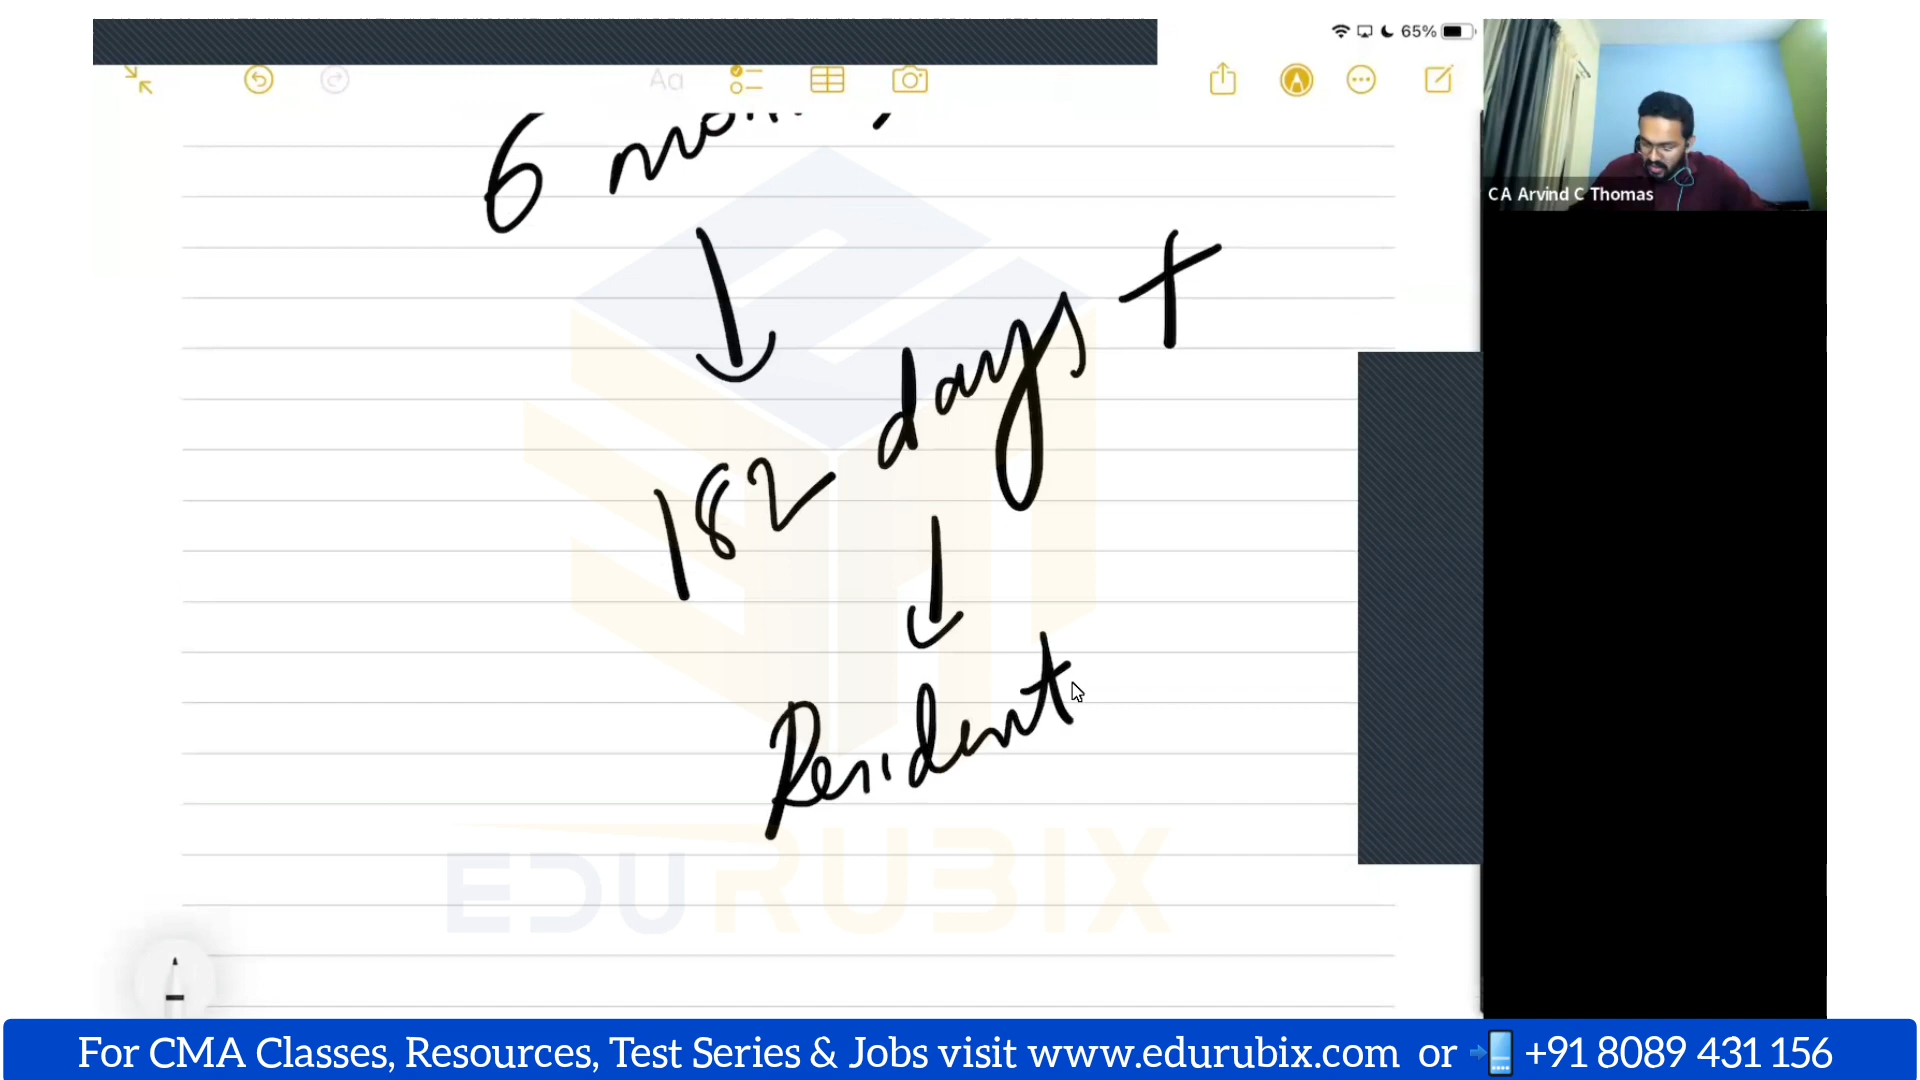 65%
Aa
CA Arvind C Thomas
6 months
182 days +
Resident
EDURUBIX
For CMA Classes, Resources, Test Series & Jobs visit www.edurubix.com or +91 8089 431 156